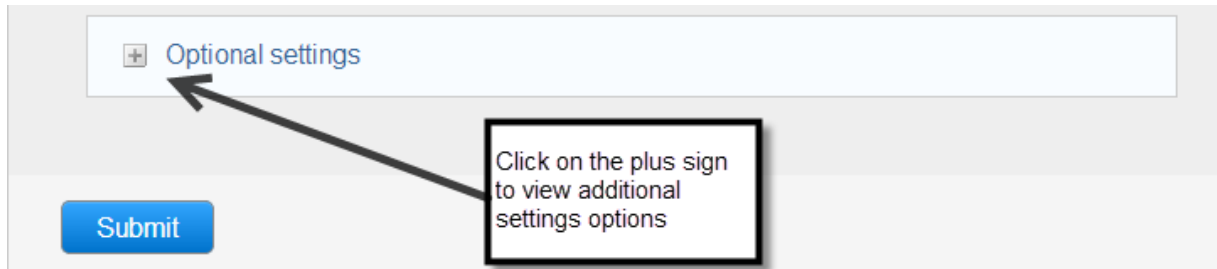 Optional settings
Click on the plus sign
to view additional
settings options
Submit